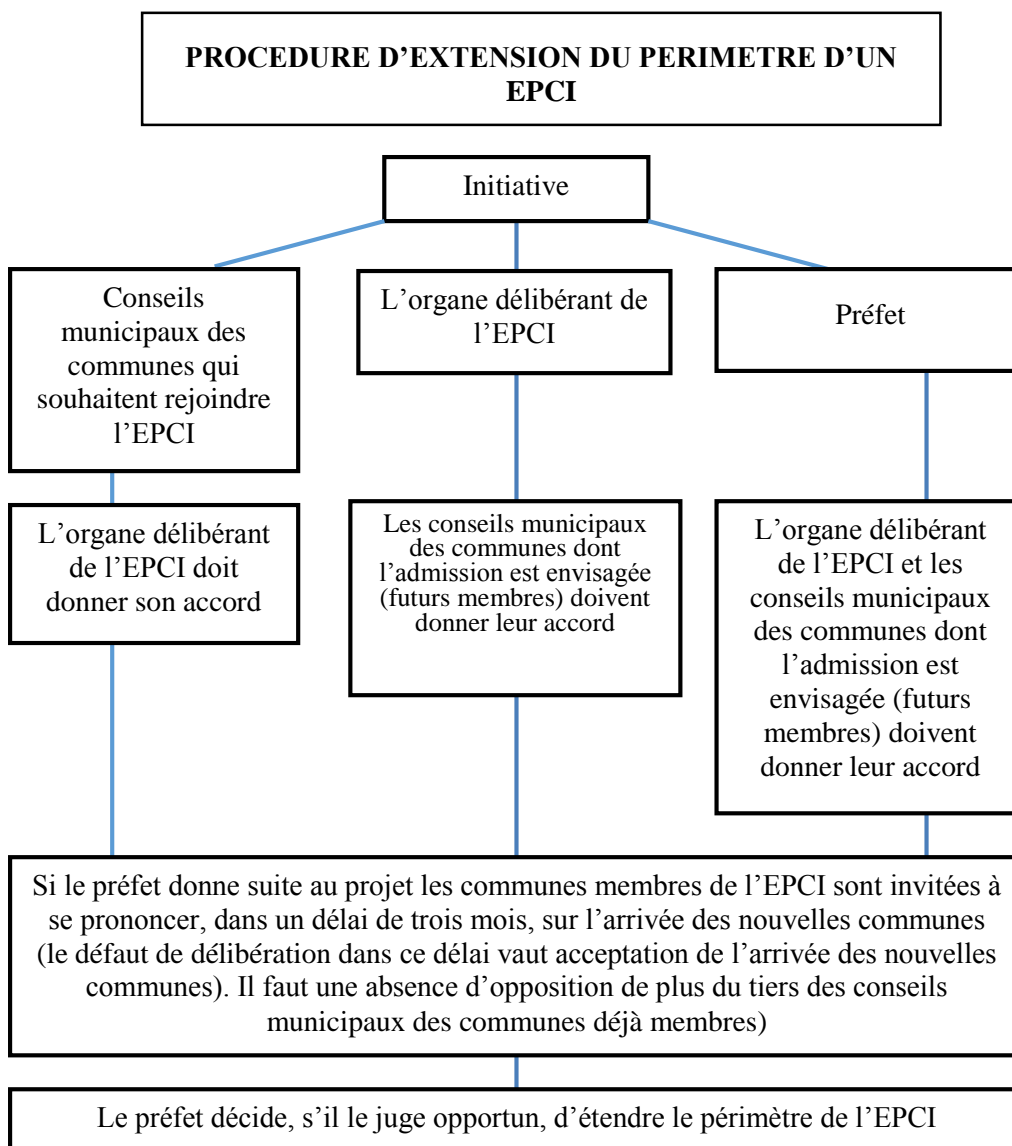 PROCEDURE D’EXTENSION DU PERIMETRE D’UN
EPCI
Initiative
Conseils
municipaux des
communes qui
souhaitent rejoindre
l’EPCI
L’organe délibérant de
l’EPCI
Préfet
L’organe délibérant
de l’EPCI doit
donner son accord
Les conseils municipaux
des communes dont
l’admission est envisagée
(futurs membres) doivent
donner leur accord
L’organe délibérant
de l’EPCI et les
conseils municipaux
des communes dont
l’admission est
envisagée (futurs
membres) doivent
donner leur accord
Si le préfet donne suite au projet les communes membres de l’EPCI sont invitées à
se prononcer, dans un délai de trois mois, sur l’arrivée des nouvelles communes
(le défaut de délibération dans ce délai vaut acceptation de l’arrivée des nouvelles
communes). Il faut une absence d’opposition de plus du tiers des conseils
municipaux des communes déjà membres)
Le préfet décide, s’il le juge opportun, d’étendre le périmètre de l’EPCI